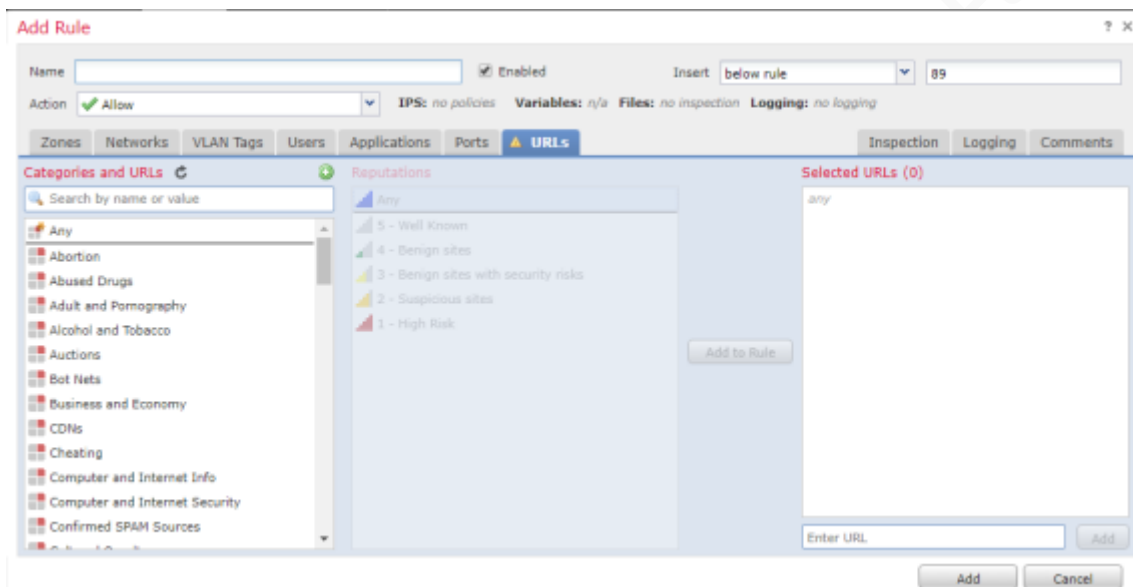 Add Rule ? X
Name Enabled Insert below rule 89
Action Allow IPS: no policies Variables: n/a Files: no inspection Logging: no logging
Zones Networks VLAN Tags Users Applications Ports URLs Inspection Logging Comments
Categories and URLs Reputations Selected URLs (0)
Search by name or value Any any
Any 5 - Well Known
Abortion 4 - Benign sites
Abused Drugs 3 - Benign sites with security risks
Adult and Pornography 2 - Suspicious sites
Alcohol and Tobacco 1 - High Risk
Auctions Add to Rule
Bot Nets
Business and Economy
CDNs
Cheating
Computer and Internet Info
Computer and Internet Security
Confirmed SPAM Sources
Enter URL Add
Add Cancel